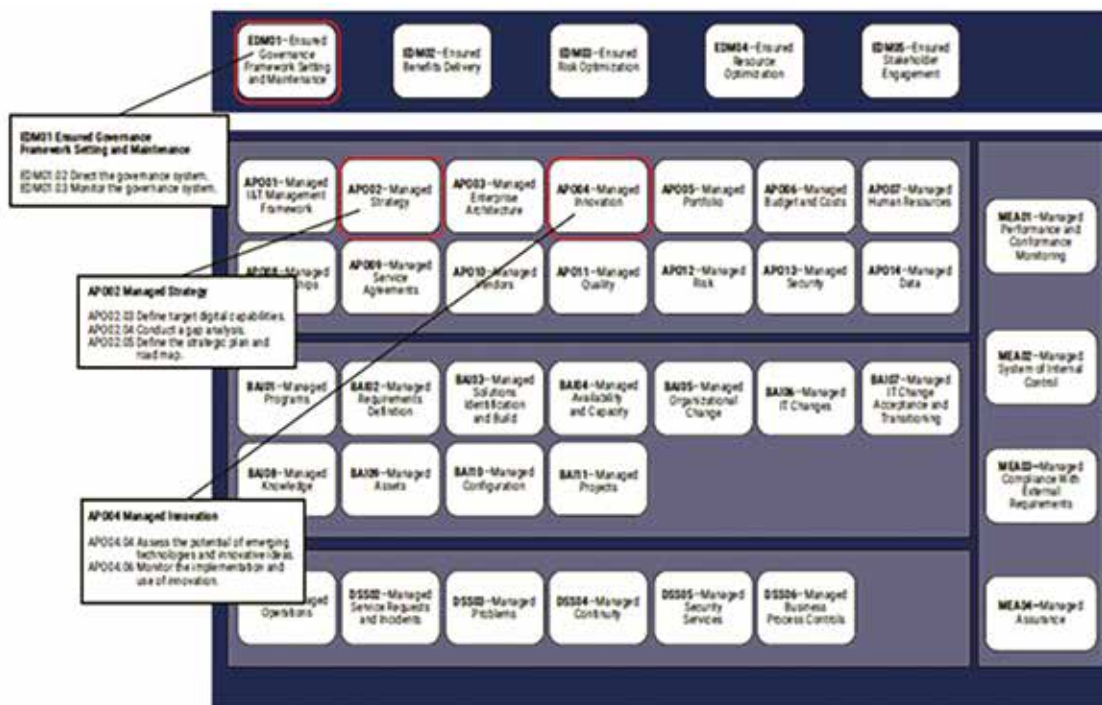 EDM01—Ensured
Governance
Framework Setting
and Maintenance
EDM02—Ensured
Benefits Delivery
EDM03—Ensured
Risk Optimization
EDM04—Ensured
Resource
Optimization
EDM05—Ensured
Stakeholder
Engagement
EDM01 Ensured Governance
Framework Setting and Maintenance
EDM01.02 Direct the governance system.
EDM01.03 Monitor the governance system.
APO01—Managed
I&T Management
Framework
APO02—Managed
Strategy
APO03—Managed
Enterprise
Architecture
APO04—Managed
Innovation
APO05—Managed
Portfolio
APO06—Managed
Budget and Costs
APO07—Managed
Human Resources
APO08—Managed
ships
APO09—Managed
Service
Agreements
APO10—Managed
Vendors
APO11—Managed
Quality
APO12—Managed
Risk
APO13—Managed
Security
APO14—Managed
Data
APO02 Managed Strategy
APO02.03 Define target digital capabilities.
APO02.04 Conduct a gap analysis.
APO02.05 Define the strategic plan and
road map.
BAI01—Managed
Programs
BAI02—Managed
Requirements
Definition
BAI03—Managed
Solutions
Identification
and Build
BAI04—Managed
Availability
and Capacity
BAI05—Managed
Organizational
Change
BAI06—Managed
IT Changes
BAI07—Managed
IT Change
Acceptance and
Transitioning
BAI08—Managed
Knowledge
BAI09—Managed
Assets
BAI10—Managed
Configuration
BAI11—Managed
Projects
APO04 Managed Innovation
APO04.04 Assess the potential of emerging
technologies and innovative ideas.
APO04.06 Monitor the implementation and
use of innovation.
Operations
DSS02—Managed
Service Requests
and Incidents
DSS03—Managed
Problems
DSS04—Managed
Continuity
DSS05—Managed
Security
Services
DSS06—Managed
Business
Process Controls
MEA01—Managed
Performance and
Conformance
Monitoring
MEA02—Managed
System of Internal
Control
MEA03—Managed
Compliance With
External
Requirements
MEA04—Managed
Assurance